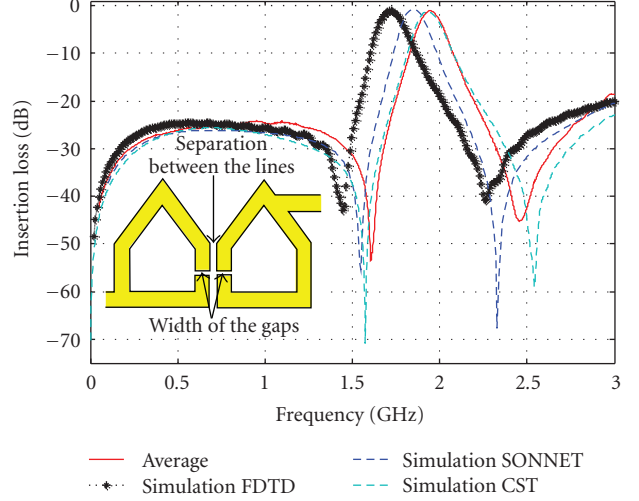 0
−10
−20
−30
−40
−50
−60
−70
Insertion loss (dB)
Separation
between the lines
Width of the gaps
0 0.5 1 1.5 2 2.5 3
Frequency (GHz)
Average
Simulation FDTD
Simulation SONNET
Simulation CST